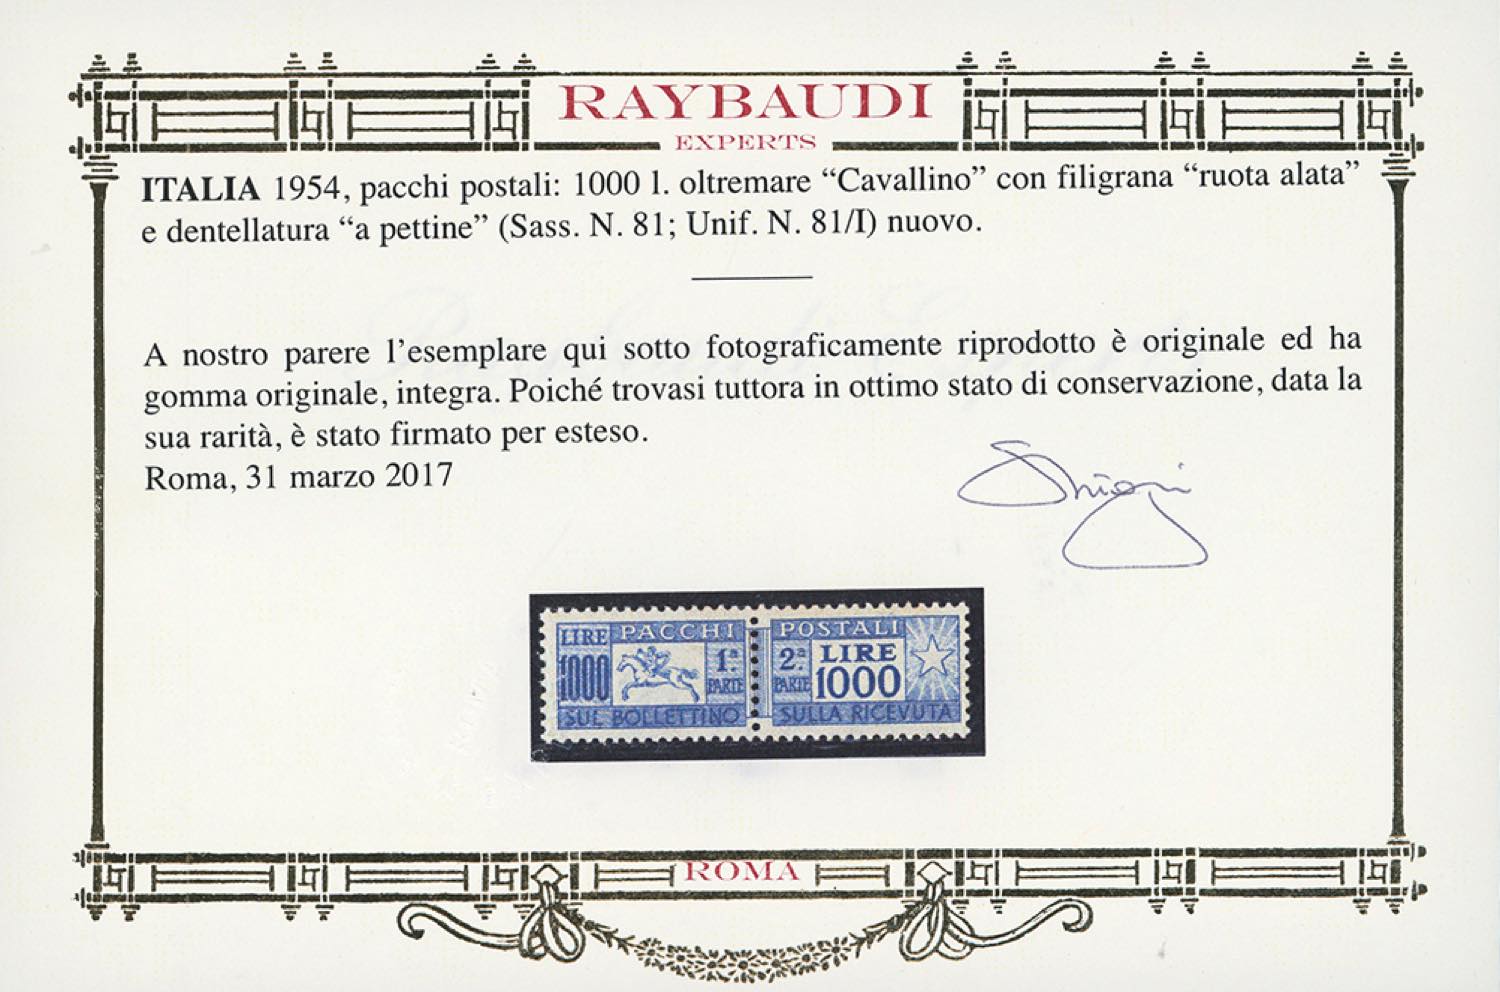 RAYBAUDI
EXPERTS
ITALIA 1954, pacchi postali: 1000 l. oltremare “Cavallino” con filigrana “ruota alata”
e dentellatura “a pettine” (Sass. N. 81; Unif. N. 81/I) nuovo.
A nostro parere l’esemplare qui sotto fotograficamente riprodotto è originale ed ha
gomma originale, integra. Poiché trovasi tuttora in ottimo stato di conservazione, data la
sua rarità, è stato firmato per esteso.
Roma, 31 marzo 2017
LIRE PACCHI POSTALI
1000 1ª PARTE 2ª PARTE LIRE 1000
SUL BOLLETTINO SULLA RICEVUTA
ROMA